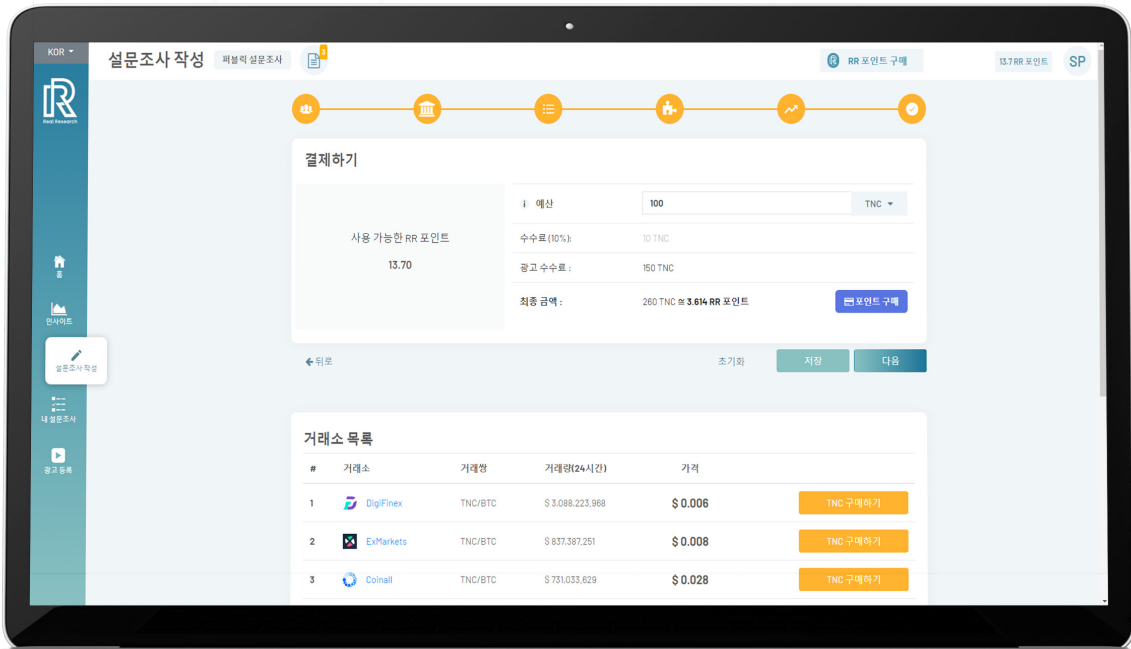 KOR
설문조사 작성
퍼블릭 설문조사
3
RR 포인트 구매
13.7 RR 포인트
SP
R
Real Research
결제하기
사용 가능한 RR 포인트
13.70
i 예산 100 TNC
수수료(10%): 10 TNC
광고 수수료 : 150 TNC
최종 금액 : 260 TNC ≅ 3.614 RR 포인트 포인트 구매
홈
인사이트
설문조사 작성
내 설문조사
광고 등록
뒤로 초기화 저장 다음
거래소 목록
# 거래소 거래쌍 거래량(24시간) 가격
1 DigiFinex TNC/BTC $ 3,088,223,968 $ 0.006 TNC 구매하기
2 ExMarkets TNC/BTC $ 837,387,251 $ 0.008 TNC 구매하기
3 Coinall TNC/BTC $ 731,033,629 $ 0.028 TNC 구매하기